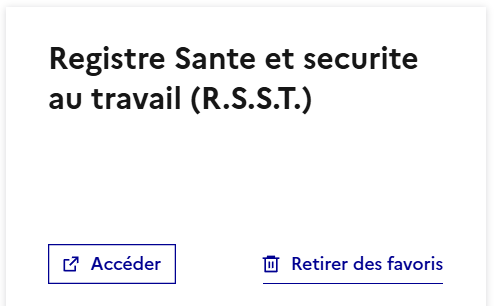 Registre Sante et securite
au travail (R.S.S.T.)
Accéder
Retirer des favoris